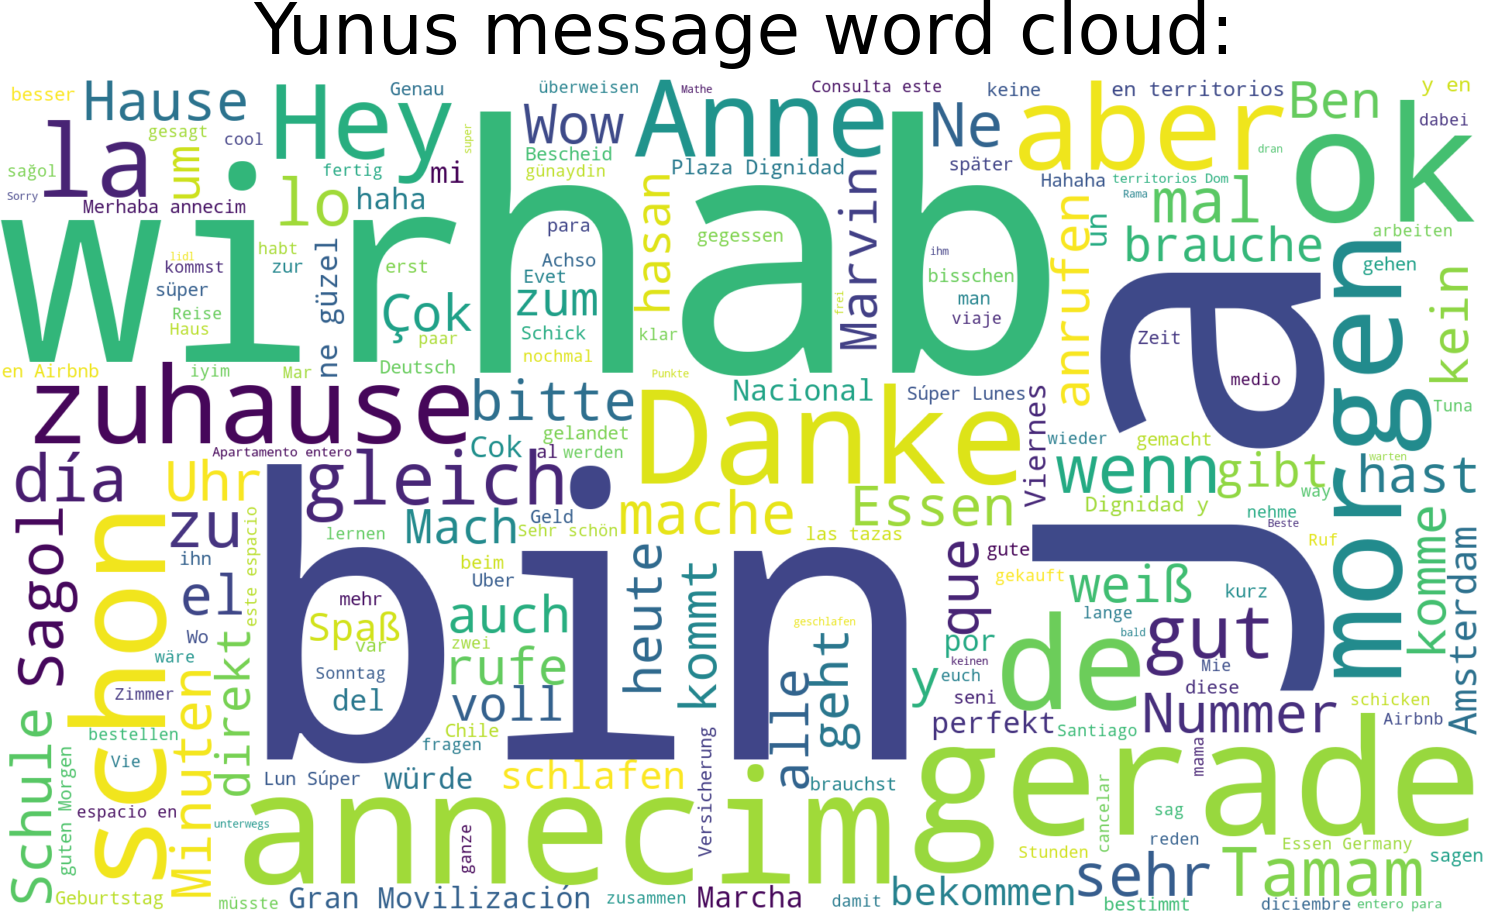 Yunus message word cloud:
besser
Hause
Hey
Genau
überweisen
Anne
Mathe
Consulta este
keine
en territorios
aber
Ben
y en
la
gesagt
cool
um
super
Wow
Ne
ok
dabei
sağol
fertig
mi
Bescheid
günaydin
Plaza Dignidad
später
dran
Sorry
Merhaba annecim
lo
haha
hasan
Marvin
Hahaha
territorios Dom
Rama
mal
wir
hab
habt
lidl
kommst
zur
süper
Reise
Haus
ne güzel
erst
Çok
paar
para
Achso
Evet
zum
Schick
nochmal
gegessen
klar
frei
ihm
bisschen
man
viaje
anrufen
un
brauche
arbeiten
gehen
morgen
kein
en Airbnb
iyim
Mar
Deutsch
Punkte
ja
Zeit
medio
zuhause
bitte
Danke
Nacional
Súper Lunes
Viernes
Tuna
Cok
gelandet
al
werden
Apartamento entero
wieder
gemacht
warten
día
Uhr
gleich
wenn
gibt
way
hast
Sagol
schon
zu
este espacio
lernen
Mach
Geld
Sehr schön
mache
las tazas
Essen
Dignidad y
nehme
Beste
bin
ihn
el
Wo
wäre
direkt
mehr
Spaß
var
Sonntag
del
beim
Uber
auch
zwei
rufe
voll
Chile
fragen
heute
kommt
geschlafen
alle
geht
que
gute
gekauft
weiß
lange
kurz
Ruf
komme
Amsterdam
por
keinen
y
euch
seni
de
bald
gut
Mie
diese
perfekt
Santiago
Nummer
schicken
Airbnb
Zimmer
Minuten
bestellen
Vie
Schule
guten Morgen
espacio en
Lun Súper
würde
schlafen
Versicherung
brauchst
gerade
mama
cancelar
sag
reden
annecim
unterwegs
ganze
Stunden
Essen Germany
sagen
Geburtstag
müsste
Gran Movilización
zusammen
Marcha
damit
bekommen
sehr
bestimmt
Tamam
diciembre
entero para